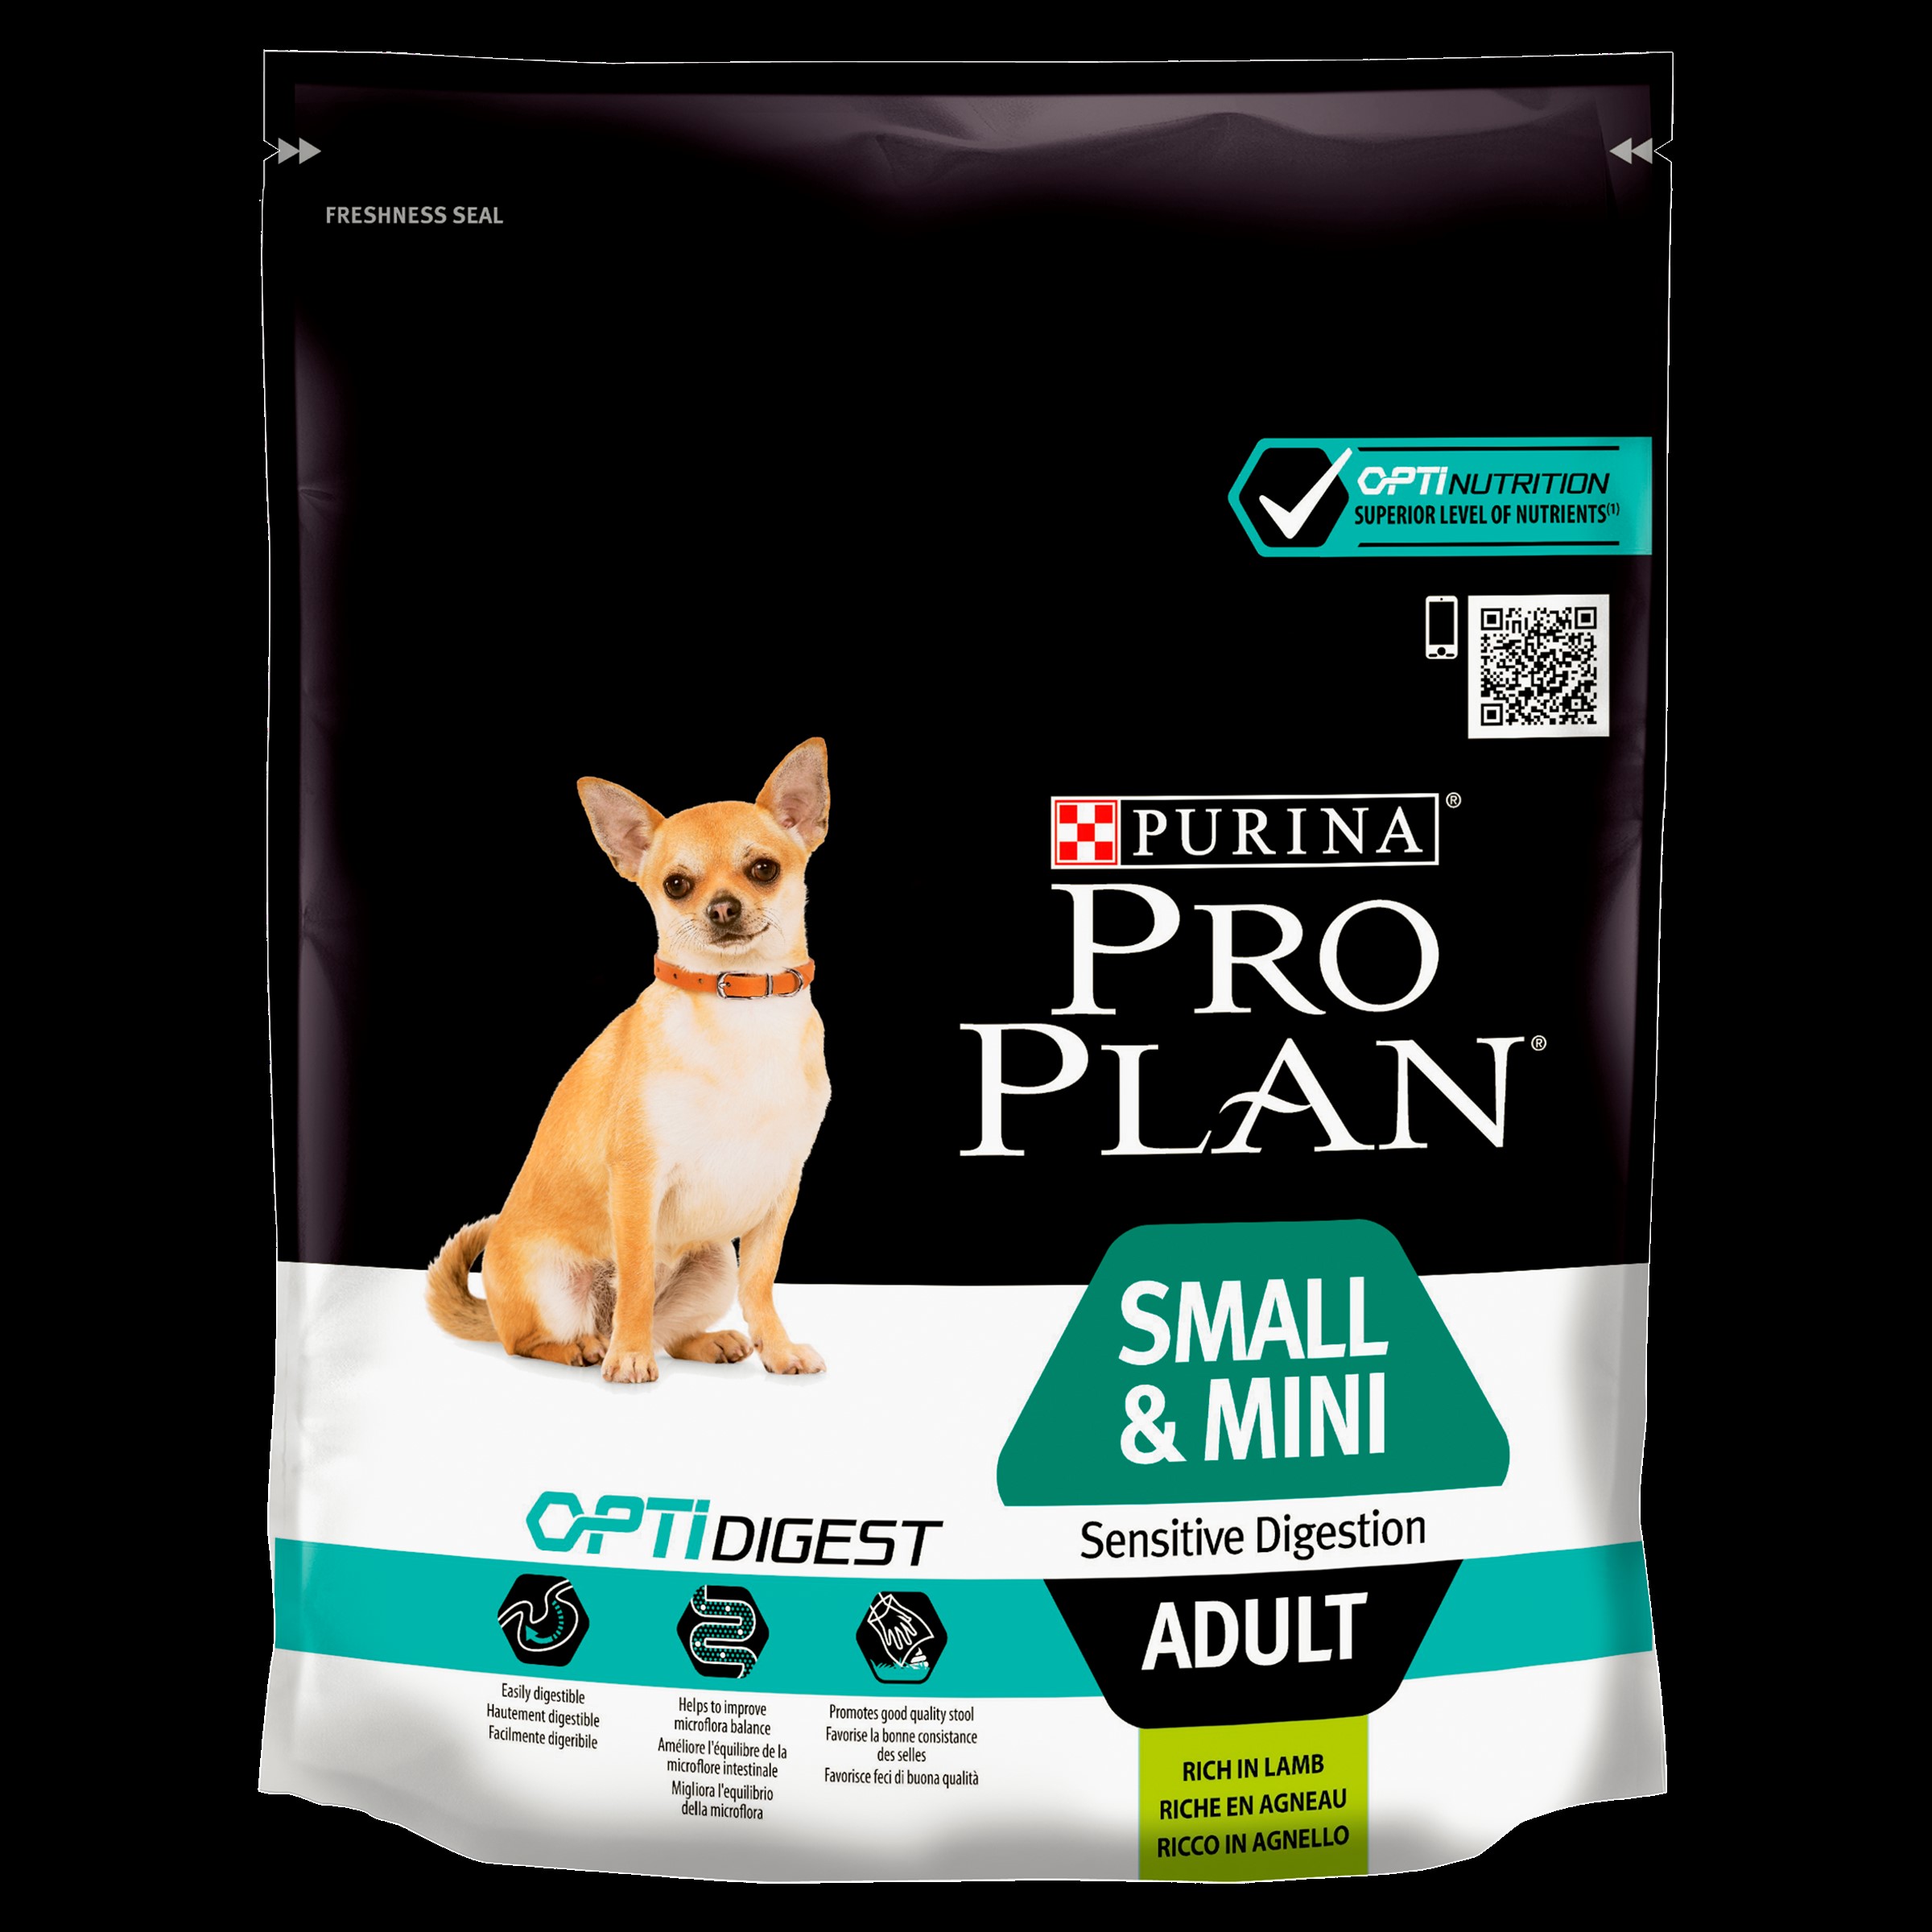 FRESHNESS SEAL
OPTINUTRITION
SUPERIOR LEVEL OF NUTRIENTS(1)
PURINA®
PRO
PLAN®
SMALL
& MINI
Sensitive Digestion
OPTIDIGEST
ADULT
Easily digestible
Hautement digestible
Facilmente digeribile
Helps to improve
microflora balance
Améliore l'équilibre de la
microflore intestinale
Migliora l'equilibrio
della microflora
Promotes good quality stool
Favorise la bonne consistance
des selles
Favorisce feci di buona qualità
RICH IN LAMB
RICHE EN AGNEAU
RICCO IN AGNELLO